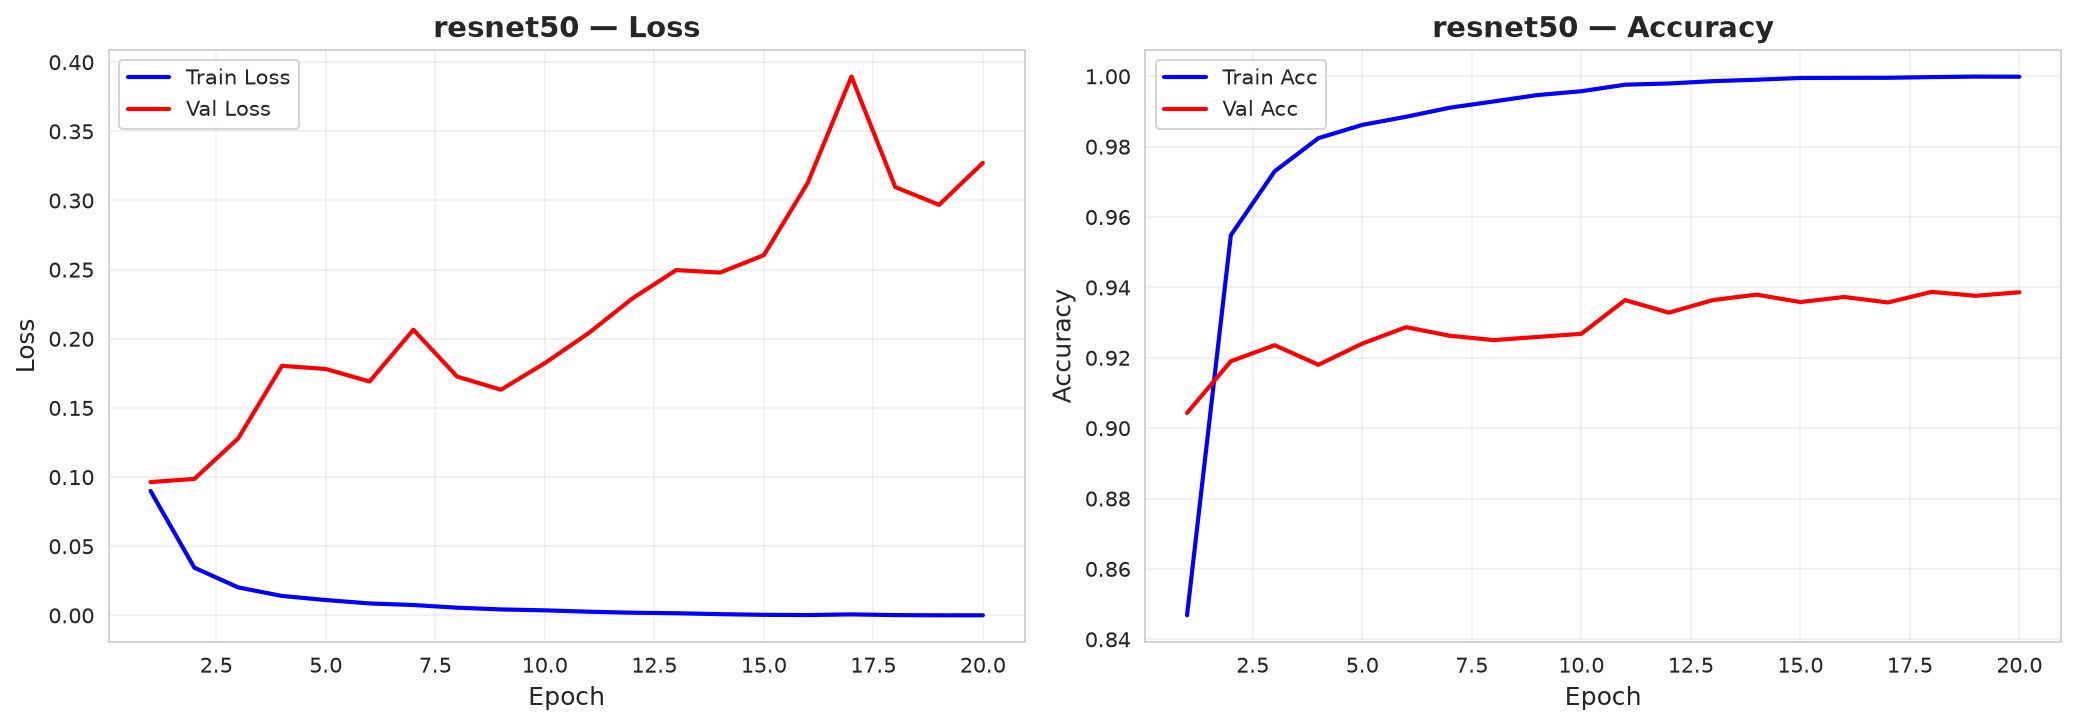 resnet50 — Loss
Train Loss
Val Loss
Loss
0.40
0.35
0.30
0.25
0.20
0.15
0.10
0.05
0.00
2.5 5.0 7.5 10.0 12.5 15.0 17.5 20.0
Epoch
resnet50 — Accuracy
Train Acc
Val Acc
Accuracy
1.00
0.98
0.96
0.94
0.92
0.90
0.88
0.86
0.84
2.5 5.0 7.5 10.0 12.5 15.0 17.5 20.0
Epoch